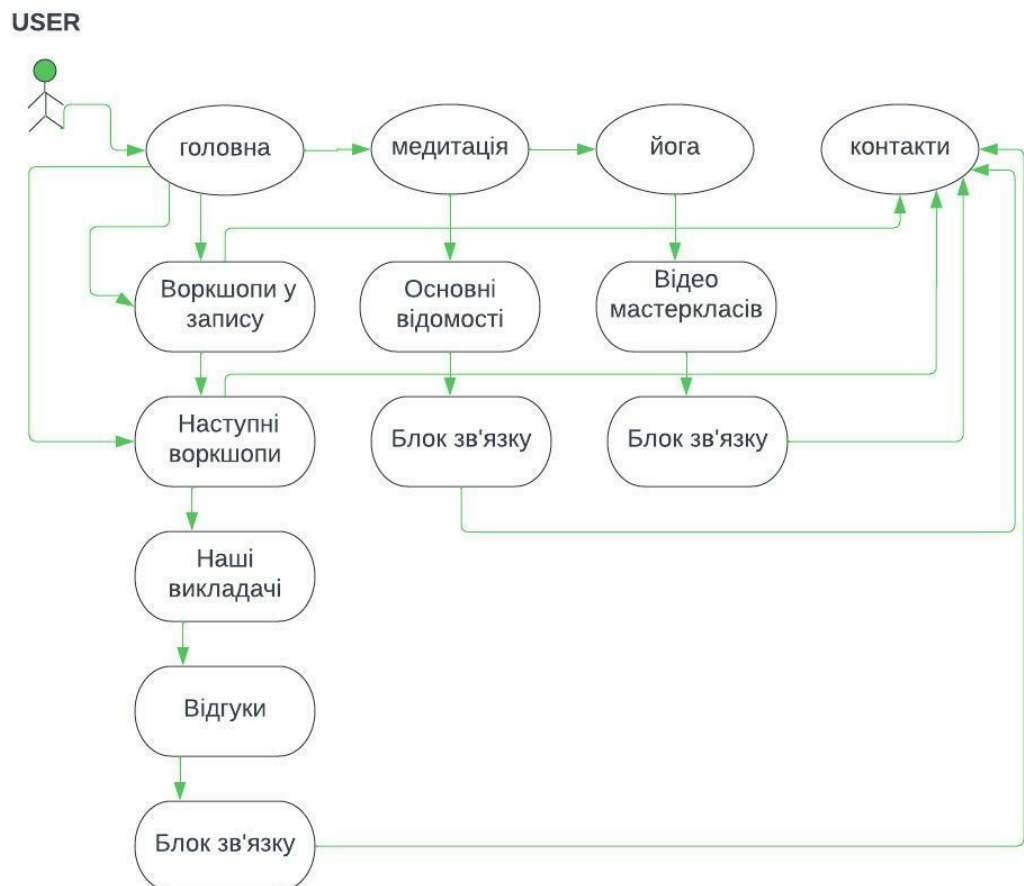 USER
головна
медитація
йога
контакти
Воркшопи у
запису
Основні
відомості
Відео
мастеркласів
Наступні
воркшопи
Блок зв'язку
Блок зв'язку
Наші
викладачі
Відгуки
Блок зв'язку